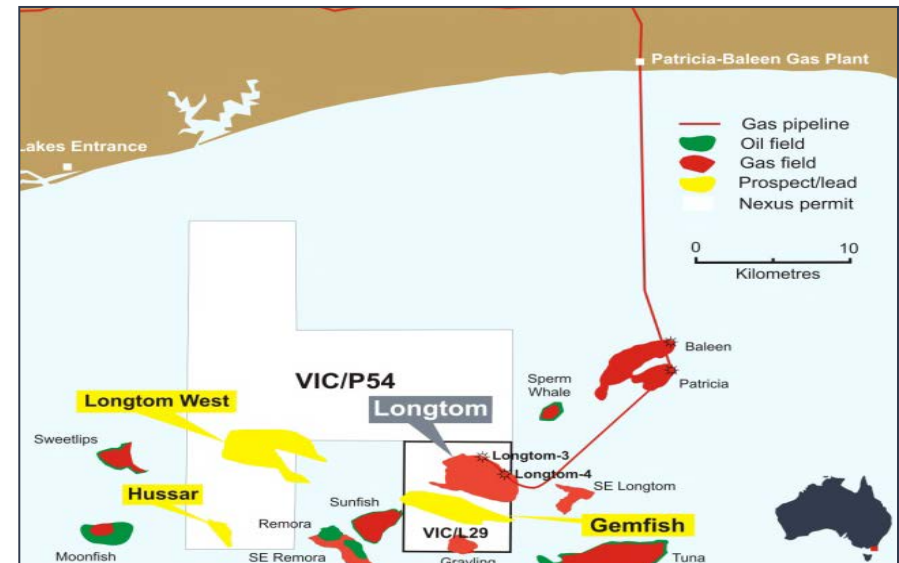 Patricia-Baleen Gas Plant
Lakes Entrance
Gas pipeline
Oil field
Gas field
Prospect/lead
Nexus permit
0 10
Kilometres
Baleen
Patricia
Sperm
Whale
VIC/P54
Longtom West
Longtom
Sweetlips
Longtom-3
Longtom-4
SE Longtom
Hussar
Sunfish
Remora
Gemfish
VIC/L29
Moonfish
SE Remora
Grayling
Tuna